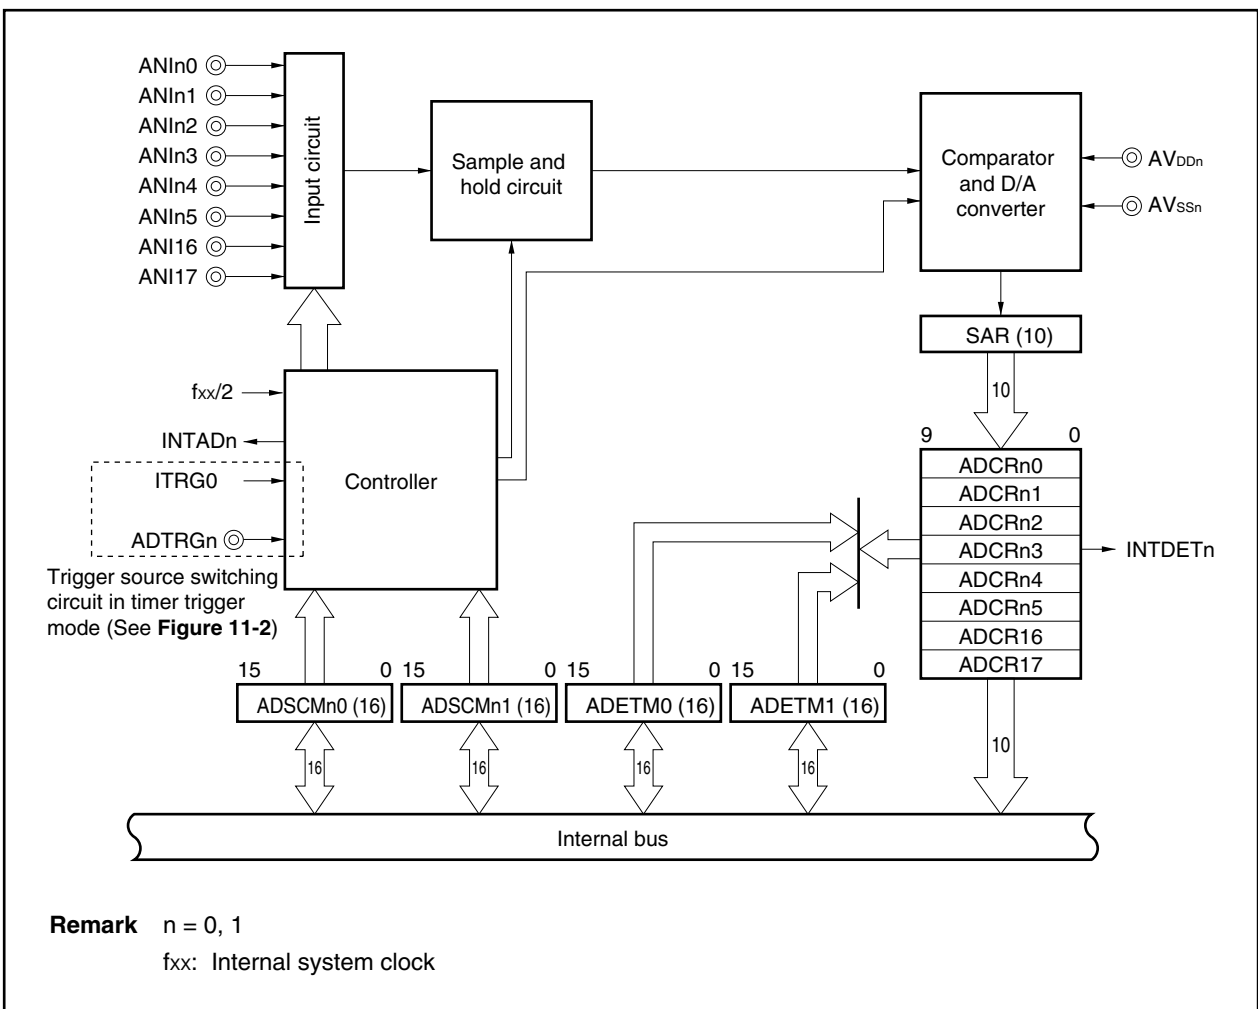 ANIn0
ANIn1
ANIn2
ANIn3
ANIn4
ANIn5
ANI16
ANI17
Input circuit
Sample and
hold circuit
Comparator
and D/A
converter
AVDDn
AVSSn
SAR (10)
10
fxx/2
INTADn
ITRG0
ADTRGn
Controller
Trigger source switching
circuit in timer trigger
mode (See Figure 11-2)
9 0
ADCRn0
ADCRn1
ADCRn2
ADCRn3
ADCRn4
ADCRn5
ADCR16
ADCR17
INTDETn
15 0 15 0 15 0 15 0
ADSCMn0 (16) ADSCMn1 (16) ADETM0 (16) ADETM1 (16)
16 16 16 16 10
Internal bus
Remark n = 0, 1
fxx: Internal system clock